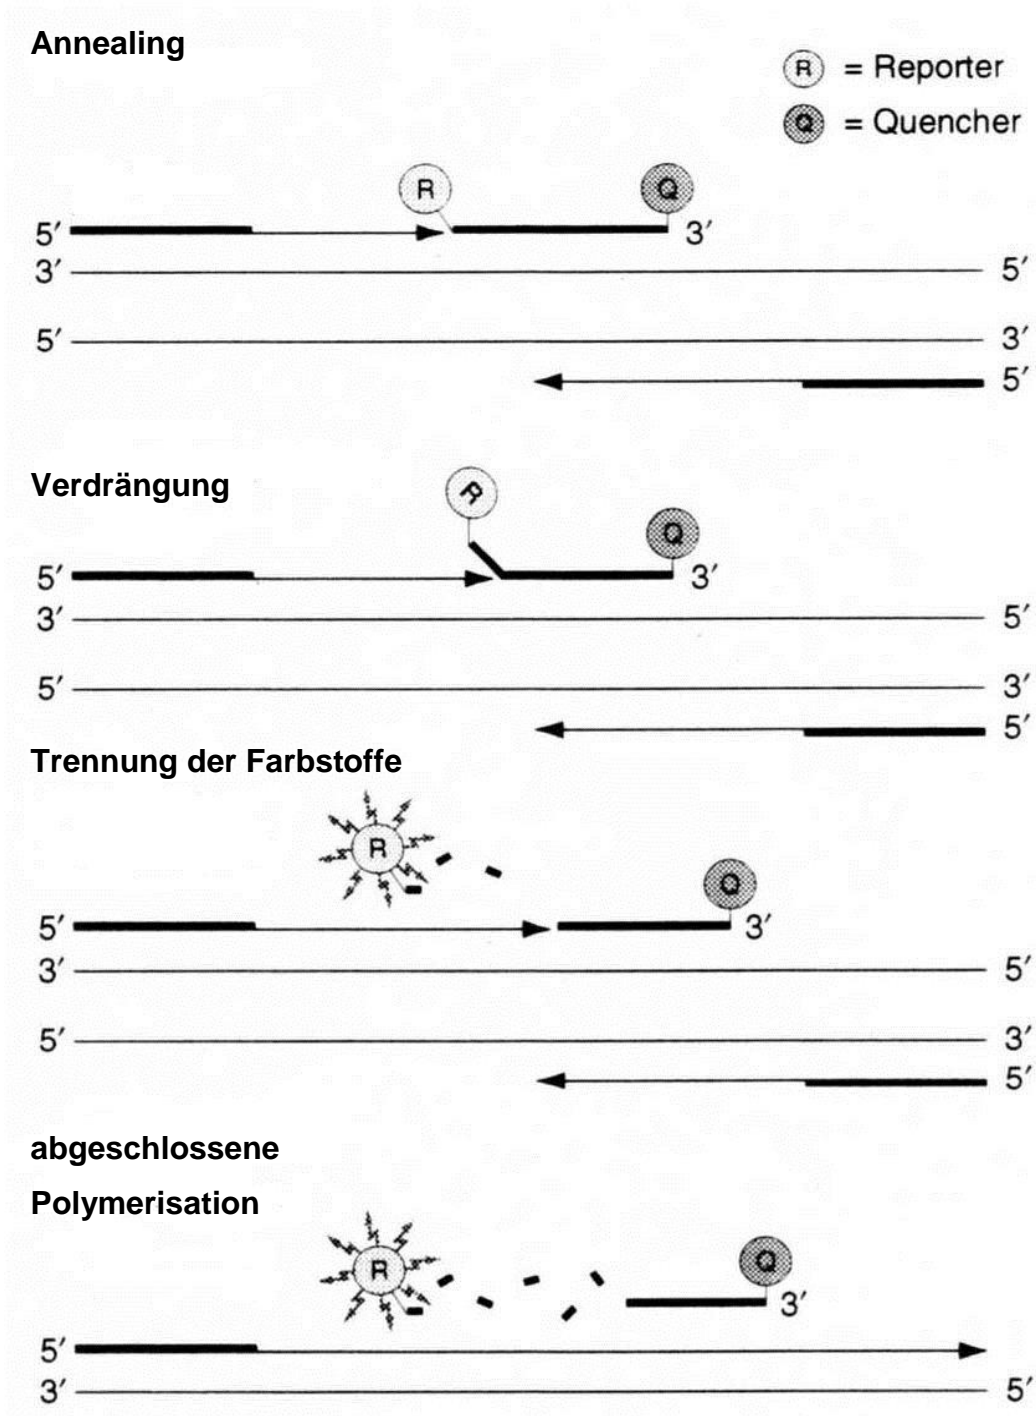 Annealing
R = Reporter
Q = Quencher
R Q
5′ 3′
3′ 5′
5′ 3′
5′
Verdrängung
R
Q
5′ 3′
3′ 5′
5′ 3′
5′
Trennung der Farbstoffe
R
Q
5′ 3′
3′ 5′
5′ 3′
5′
abgeschlossene
Polymerisation
R Q
3′
5′
3′ 5′